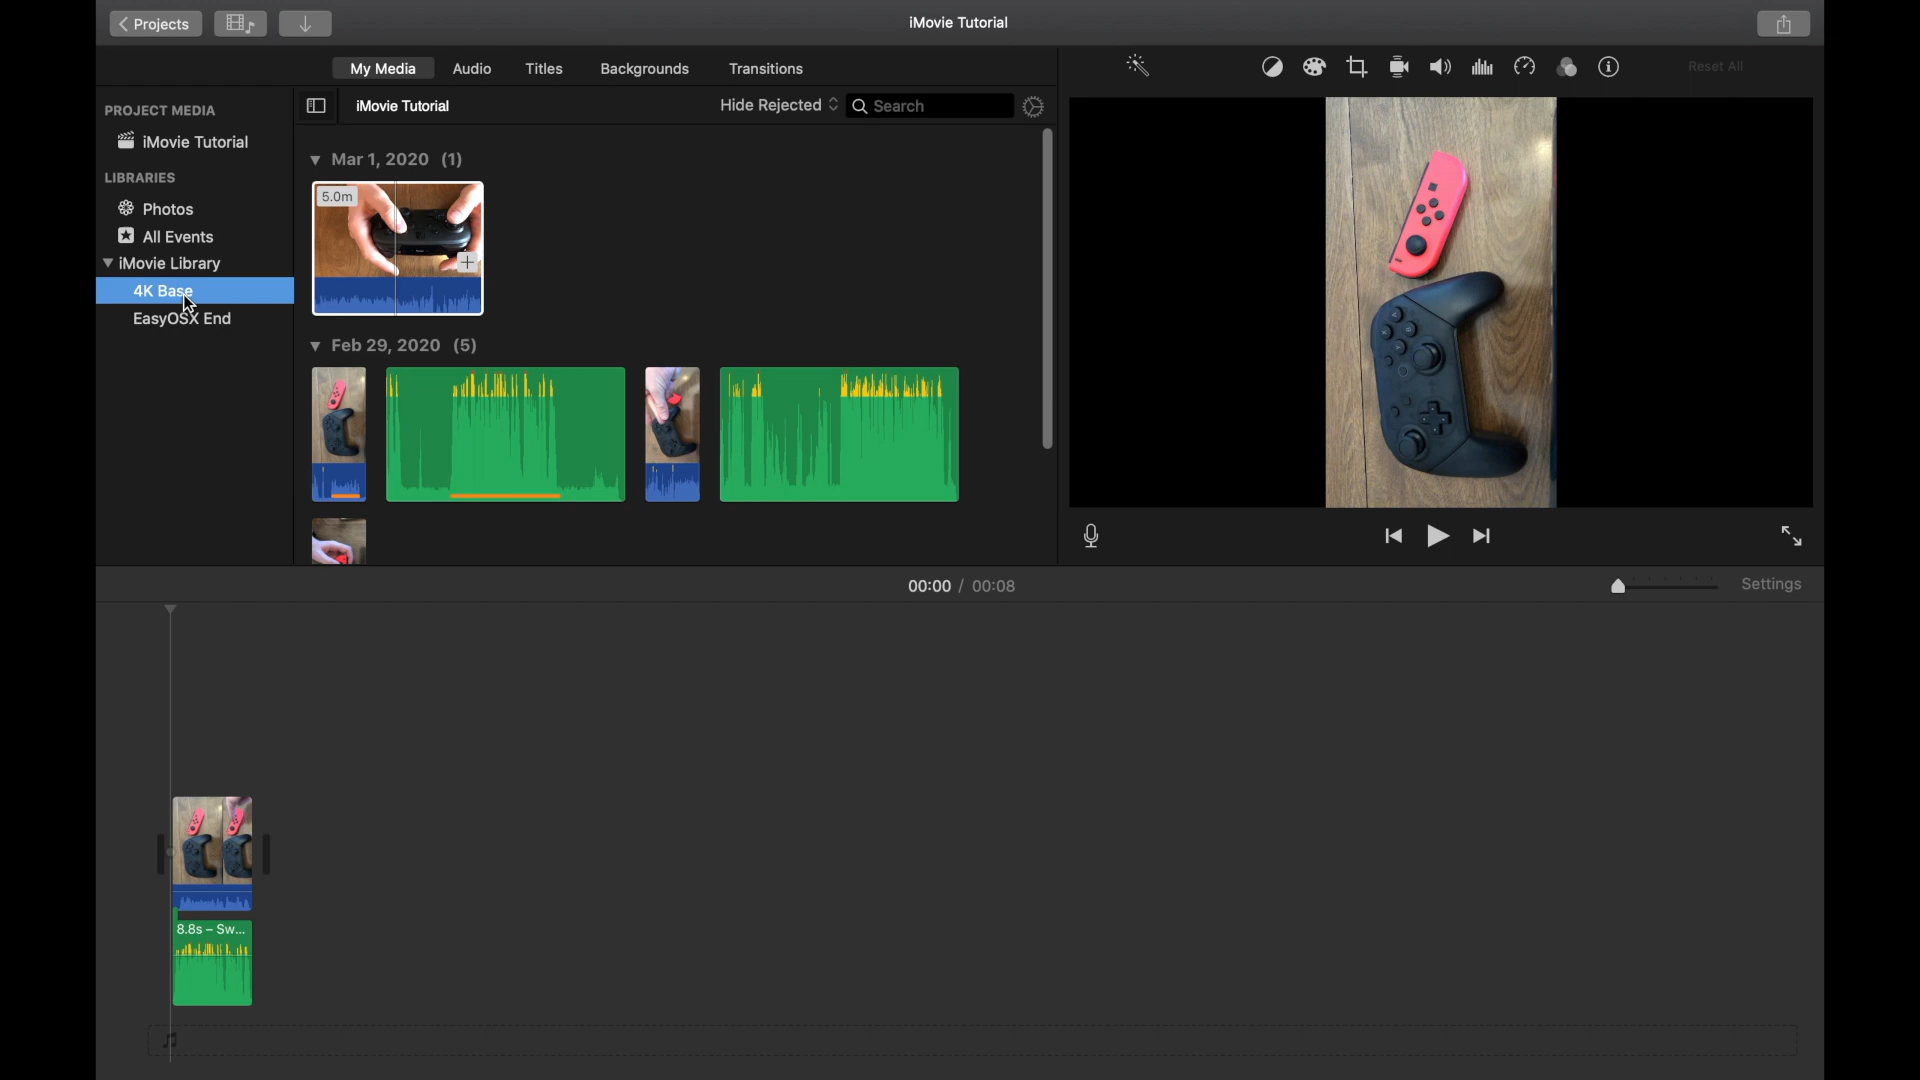 Projects
iMovie Tutorial
My Media
Audio
Titles
Backgrounds
Transitions
Reset All
PROJECT MEDIA
iMovie Tutorial
LIBRARIES
Photos
All Events
iMovie Library
4K Base
EasyOSX End
iMovie Tutorial
Hide Rejected
Search
Mar 1, 2020 (1)
5.0m
Feb 29, 2020 (5)
00:00 / 00:08
Settings
8.8s – Sw...